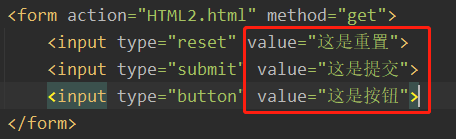 <form action="HTML2.html" method="get">
<input type="reset" value="这是重置">
<input type="submit" value="这是提交">
<input type="button" value="这是按钮">
</form>